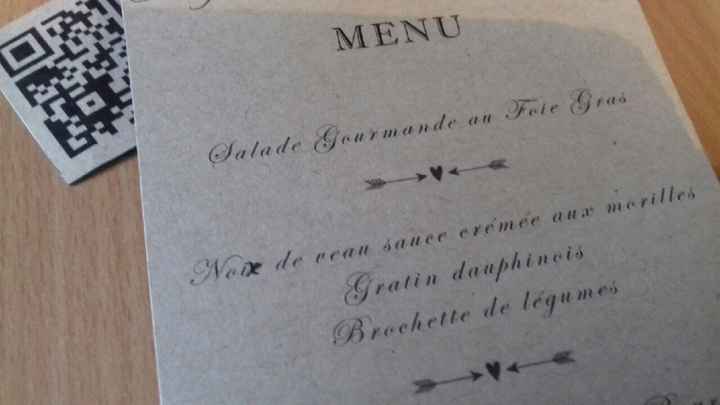 MENU
Salade Gourmande au Foie Gras
Noix de veau sauce crémée aux morilles
Gratin dauphinois
Brochette de légumes